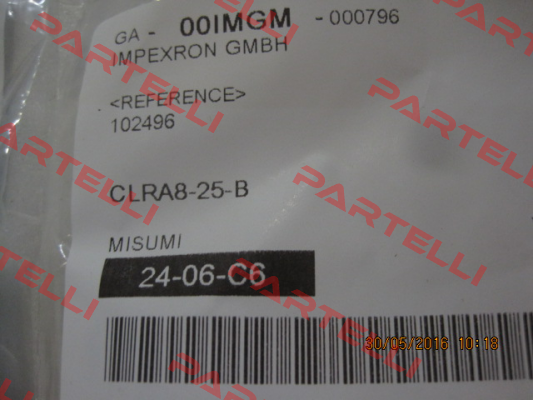 GA - 00IMGM - 000796
IMPEXRON GMBH
<REFERENCE>
102496
CLRA8-25-B
MISUMI
24-06-C6
30/05/2016 10:18
PARTELLI
PARTELLI
PARTELLI
PARTELLI
PARTELLI
PARTELLI